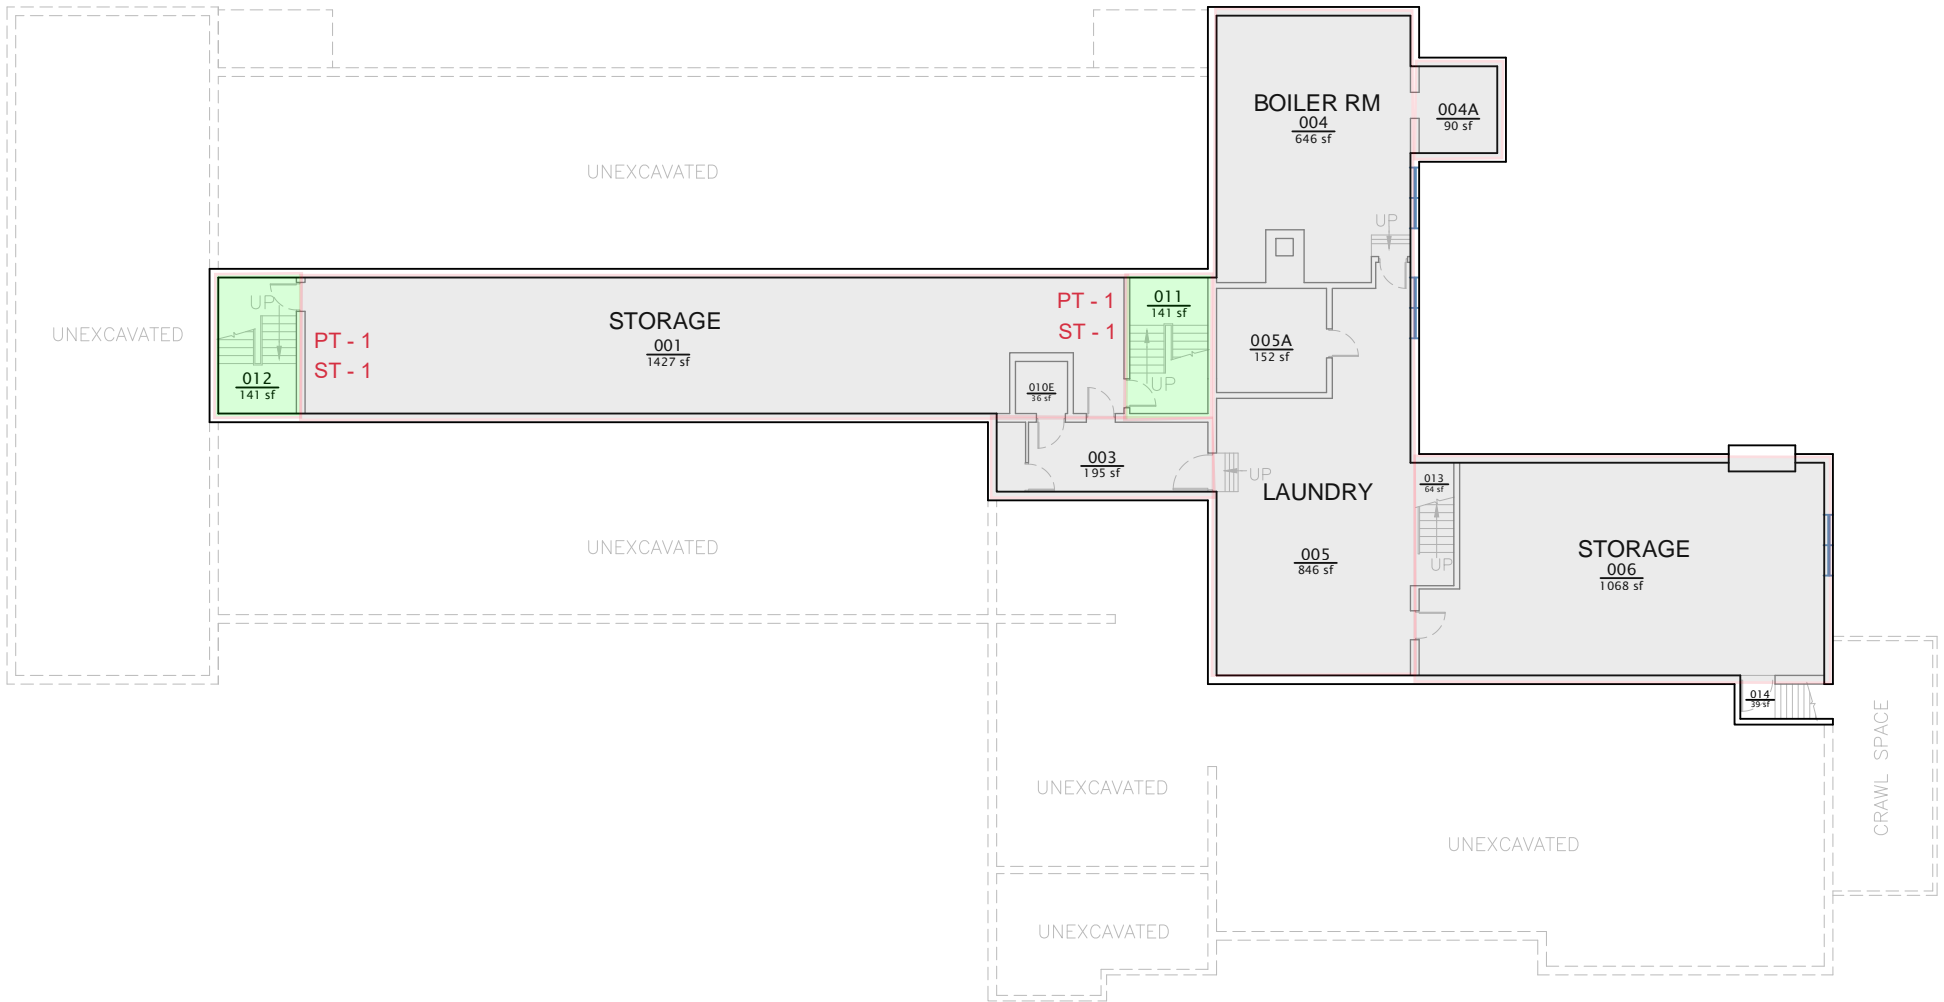 BOILER RM
004
646 sf
004A
90 sf
UNEXCAVATED
UP
UP
011
141 sf
PT - 1
ST - 1
STORAGE
001
1427 sf
UNEXCAVATED
PT - 1
ST - 1
012
141 sf
005A
152 sf
UP
010E
36 sf
003
195 sf
UP
LAUNDRY
013
64 sf
UNEXCAVATED
005
846 sf
UP
STORAGE
006
1068 sf
014
39 sf
CRAWL SPACE
UNEXCAVATED
UNEXCAVATED
UNEXCAVATED